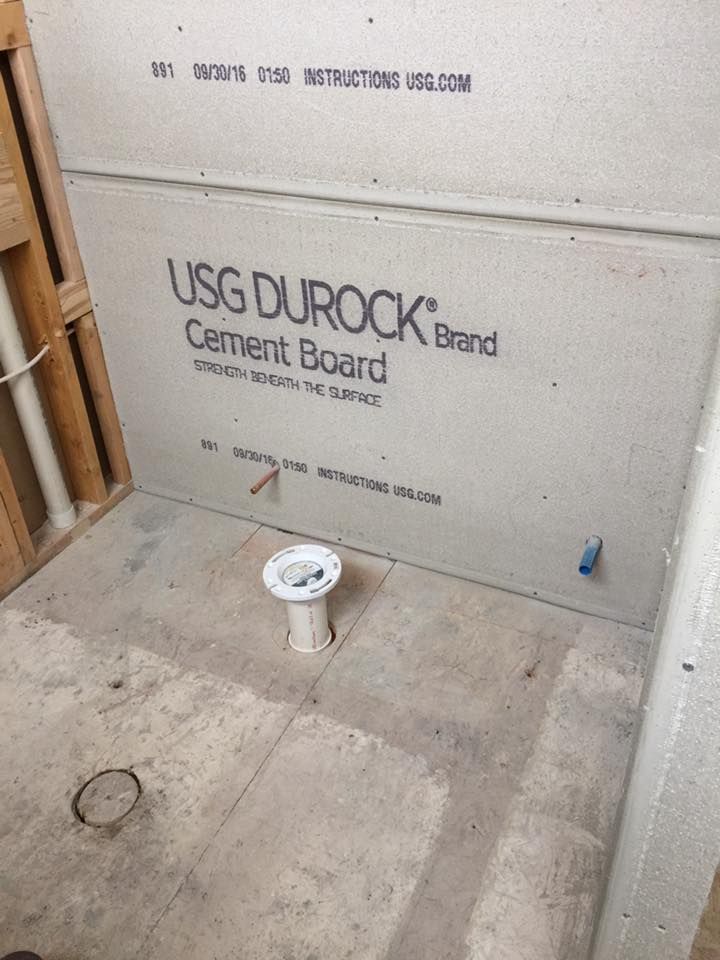 891 09/30/16 01:50 INSTRUCTIONS USG.COM
USG DUROCK® Brand
Cement Board
STRENGTH BENEATH THE SURFACE
891 09/30/16 01:50 INSTRUCTIONS USG.COM